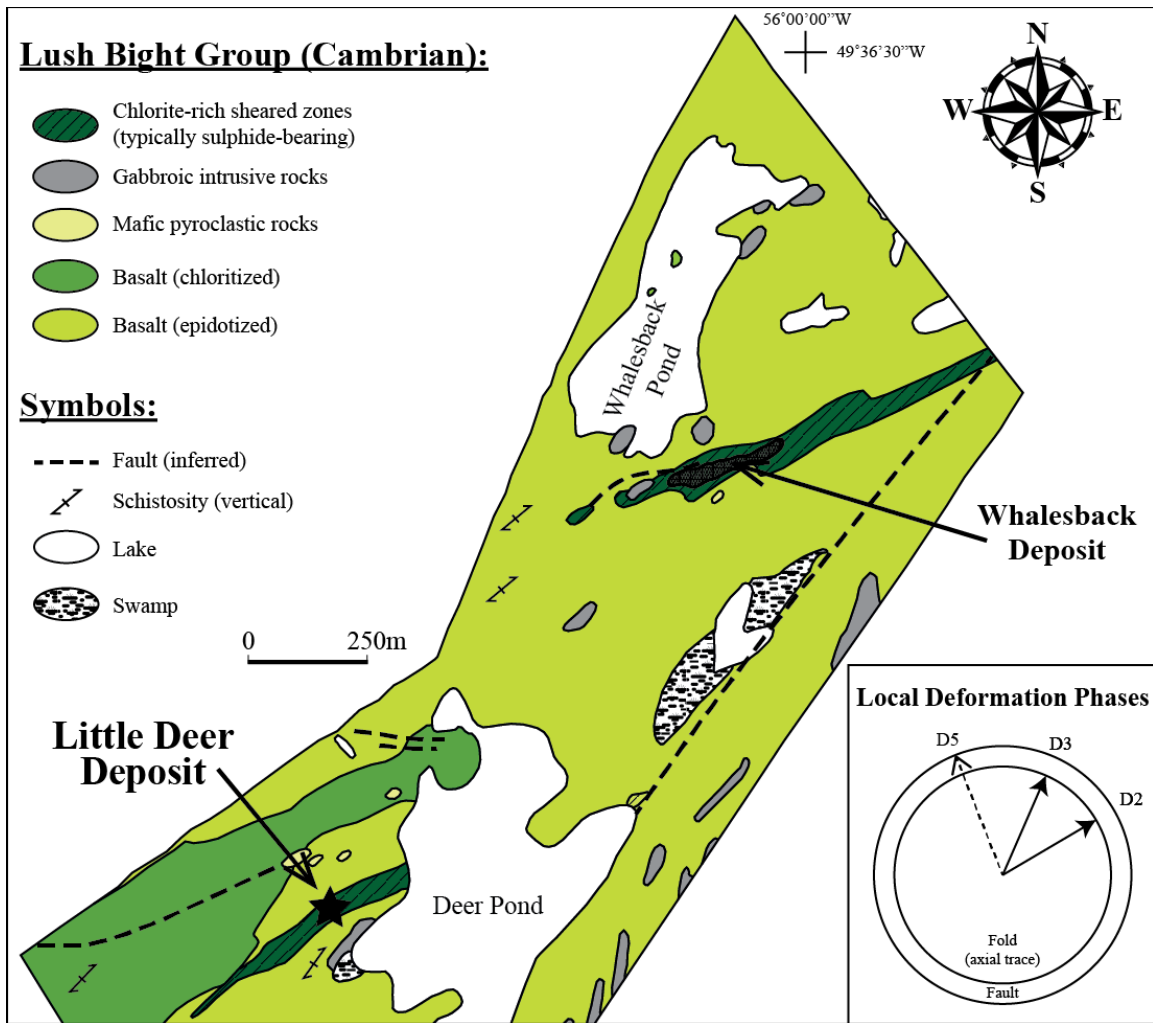 Lush Bight Group (Cambrian):
Chlorite-rich sheared zones
(typically sulphide-bearing)
Gabbroic intrusive rocks
Mafic pyroclastic rocks
Basalt (chloritized)
Basalt (epidotized)
Symbols:
Fault (inferred)
Schistosity (vertical)
Lake
Swamp
0 250m
56°00'00”W
49°36'30”W
N
W E
S
Whalesback
Pond
Whalesback
Deposit
Little Deer
Deposit
Deer Pond
Local Deformation Phases
D5
D3
D2
Fold
(axial trace)
Fault